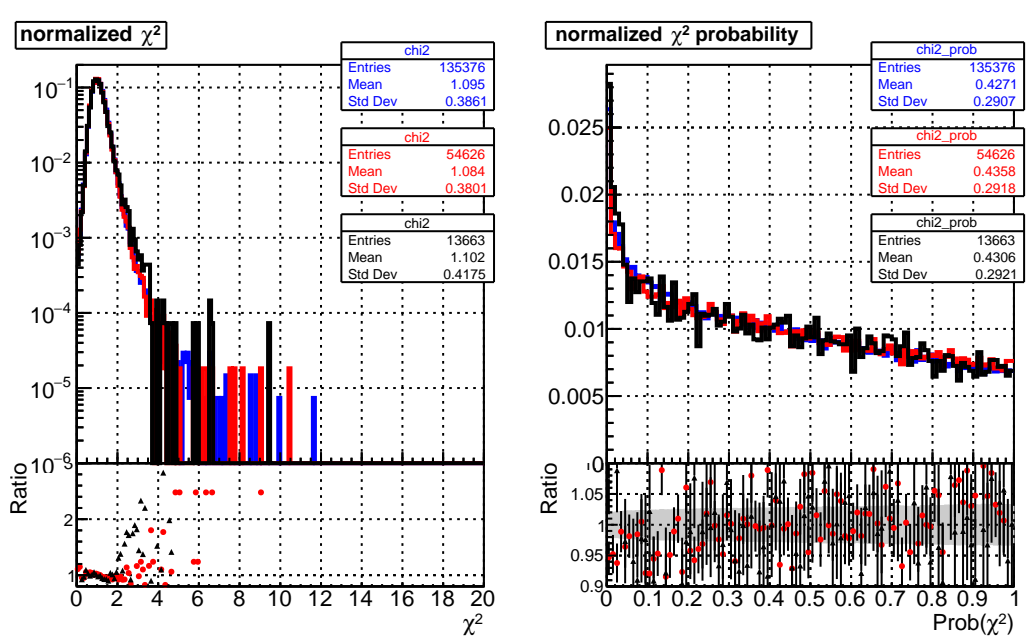 normalized χ²
chi2
Entries 135376
Mean 1.095
Std Dev 0.3861
chi2
Entries 54626
Mean 1.084
Std Dev 0.3801
chi2
Entries 13663
Mean 1.102
Std Dev 0.4175
10⁻¹
10⁻²
10⁻³
10⁻⁴
10⁻⁵
10⁻⁶
Ratio
2
1
0 2 4 6 8 10 12 14 16 18 20
χ²
normalized χ² probability
chi2_prob
Entries 135376
Mean 0.4271
Std Dev 0.2907
chi2_prob
Entries 54626
Mean 0.4358
Std Dev 0.2918
chi2_prob
Entries 13663
Mean 0.4306
Std Dev 0.2921
0.025
0.02
0.015
0.01
0.005
0
Ratio
1.05
1
0.95
0.9
0 0.1 0.2 0.3 0.4 0.5 0.6 0.7 0.8 0.9 1
Prob(χ²)